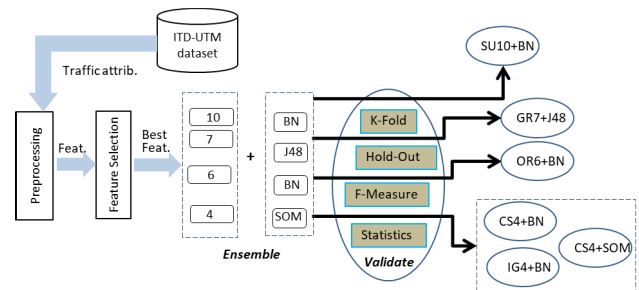 ITD-UTM
dataset
Traffic attrib.
Preprocessing
Feat.
Feature Selection
Best
Feat.
10
7
6
4
+
BN
J48
BN
SOM
Ensemble
K-Fold
Hold-Out
F-Measure
Statistics
Validate
SU10+BN
GR7+J48
OR6+BN
CS4+BN
CS4+SOM
IG4+BN